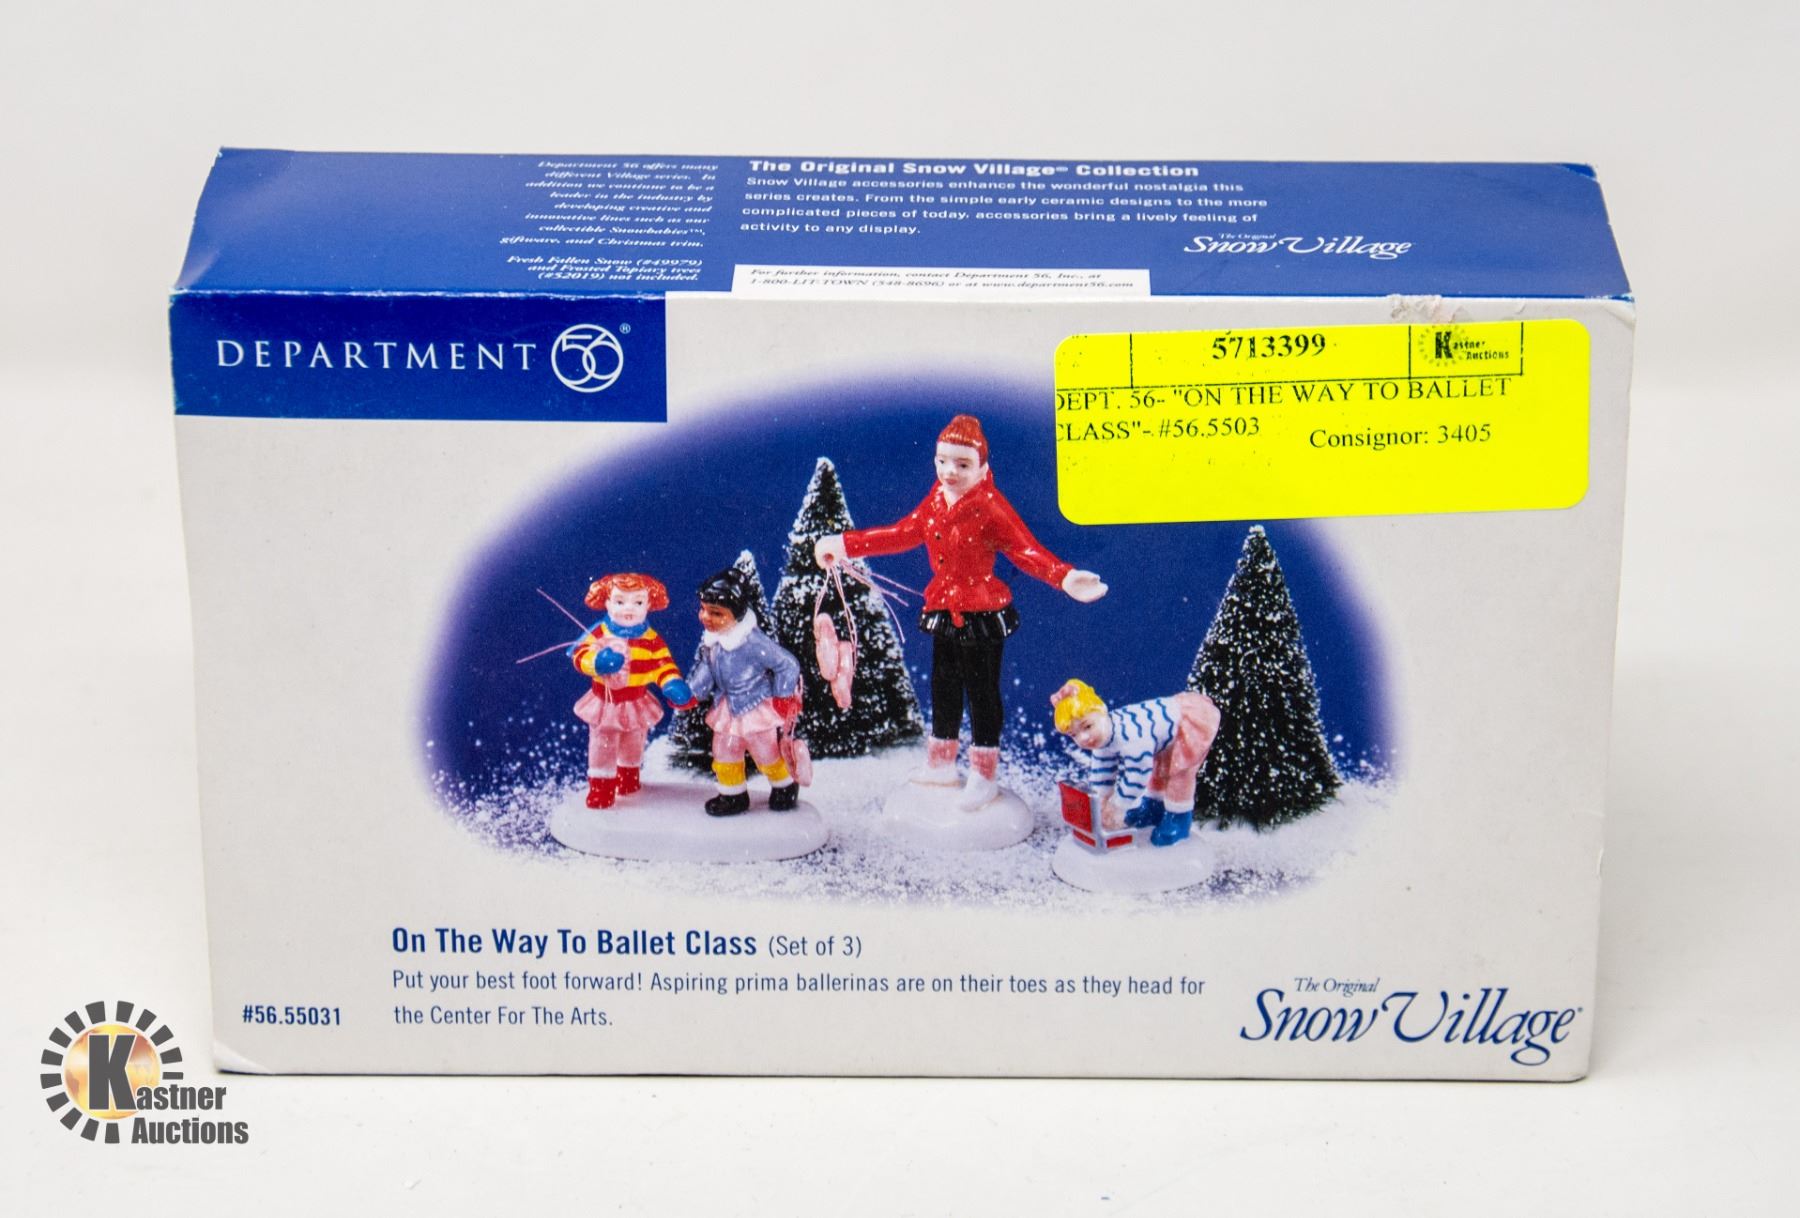 Department 56 offers many
different Village series. In
addition we continue to be a
leader in the industry by
developing creative and
innovative lines such as our
collectible Snowbabies™,
giftware, and Christmas trim.
Fresh Fallen Snow (#49979)
and Frosted Topiary trees
(#52019) not included.
The Original Snow Village® Collection
Snow Village accessories enhance the wonderful nostalgia this
series creates. From the simple early ceramic designs to the more
complicated pieces of today, accessories bring a lively feeling of
activity to any display.
The Original
Snow Village
For further information, contact Department 56, Inc., at
1-800-LIT-TOWN (548-8696) or at www.department56.com
DEPARTMENT 56®
5713399
Kastner
Auctions
DEPT. 56- "ON THE WAY TO BALLET
CLASS"- #56.5503
Consignor: 3405
On The Way To Ballet Class (Set of 3)
Put your best foot forward! Aspiring prima ballerinas are on their toes as they head for
the Center For The Arts.
#56.55031
The Original
Snow Village®
Kastner
Auctions